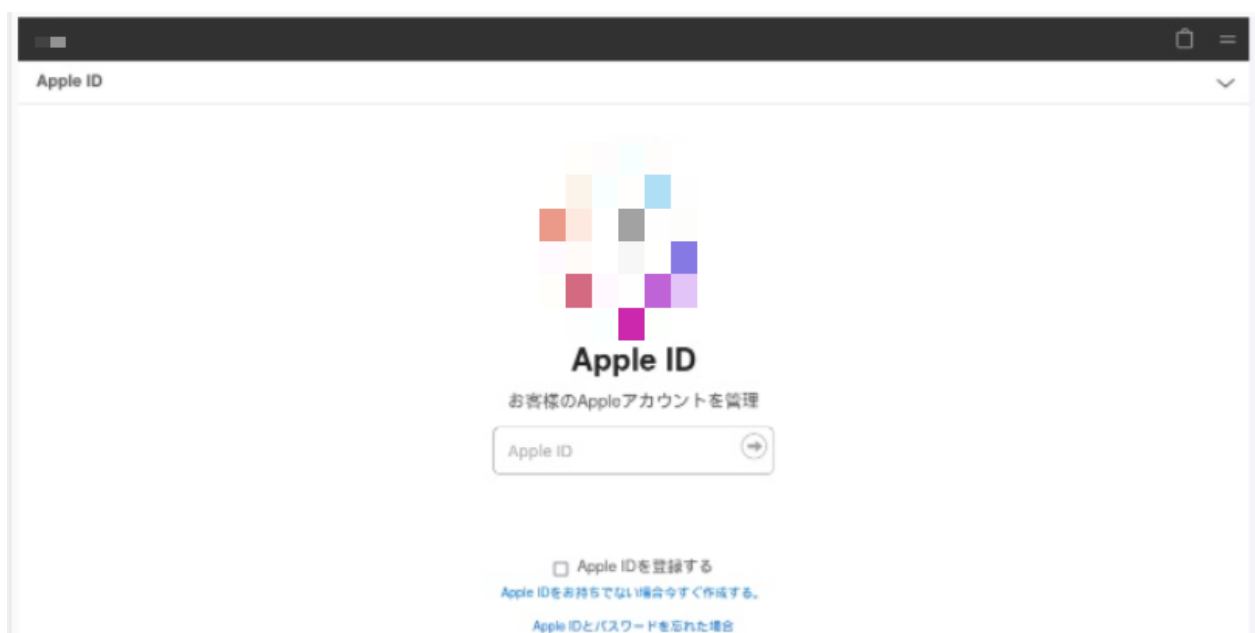 Apple ID
Apple ID
お客様のAppleアカウントを管理
Apple ID
Apple IDを登録する
Apple IDをお持ちでない場合今すぐ作成する。
Apple IDとパスワードを忘れた場合